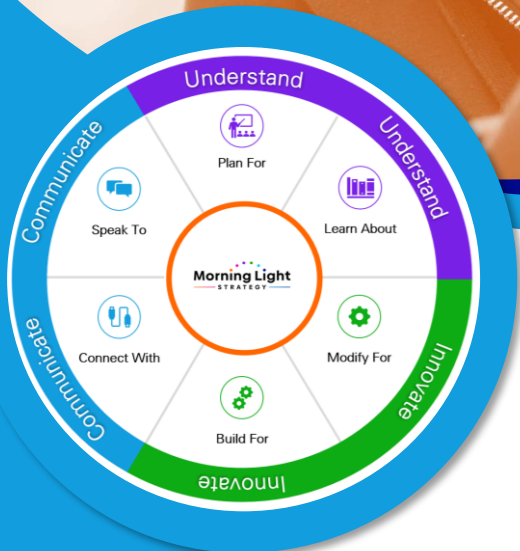 Understand
Understand
Innovate
Innovate
Communicate
Communicate
Plan For
Learn About
Modify For
Build For
Connect With
Speak To
Morning Light
STRATEGY